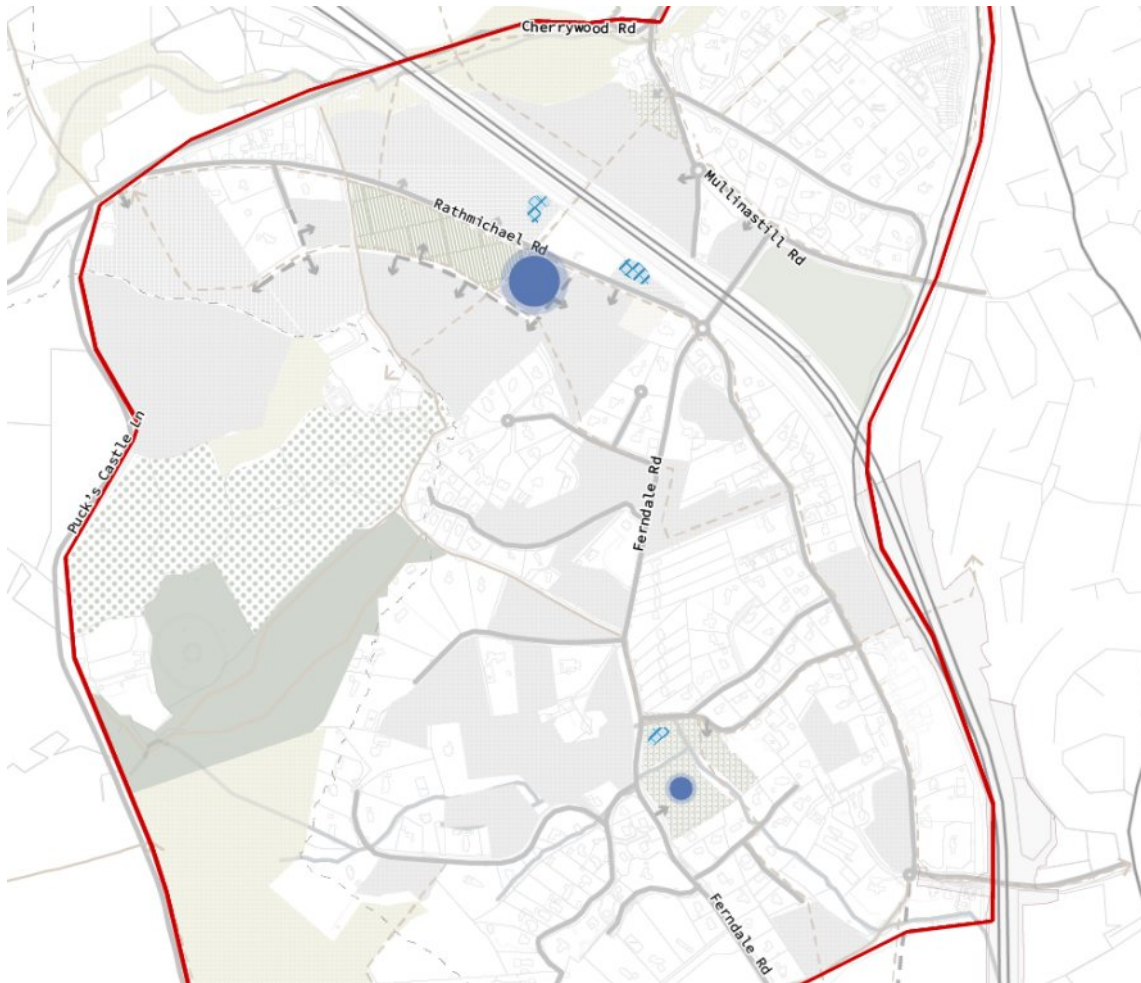 Cherrywood Rd
Mullinastill Rd
Rathmichael Rd
Puck's Castle Ln
Ferndale Rd
Ferndale Rd